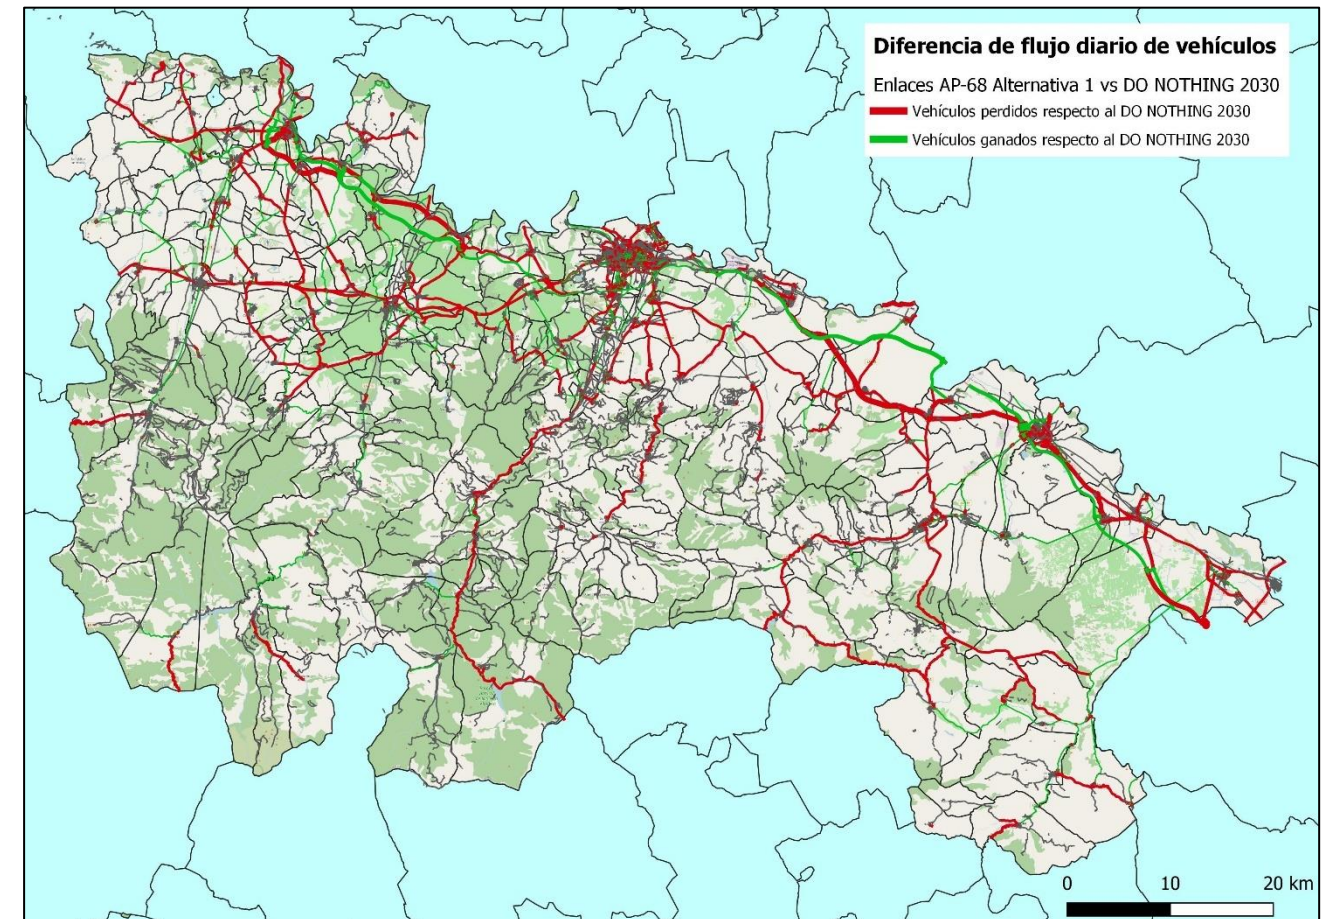 Diferencia de flujo diario de vehículos
Enlaces AP-68 Alternativa 1 vs DO NOTHING 2030
Vehículos perdidos respecto al DO NOTHING 2030
Vehículos ganados respecto al DO NOTHING 2030
0 10 20 km